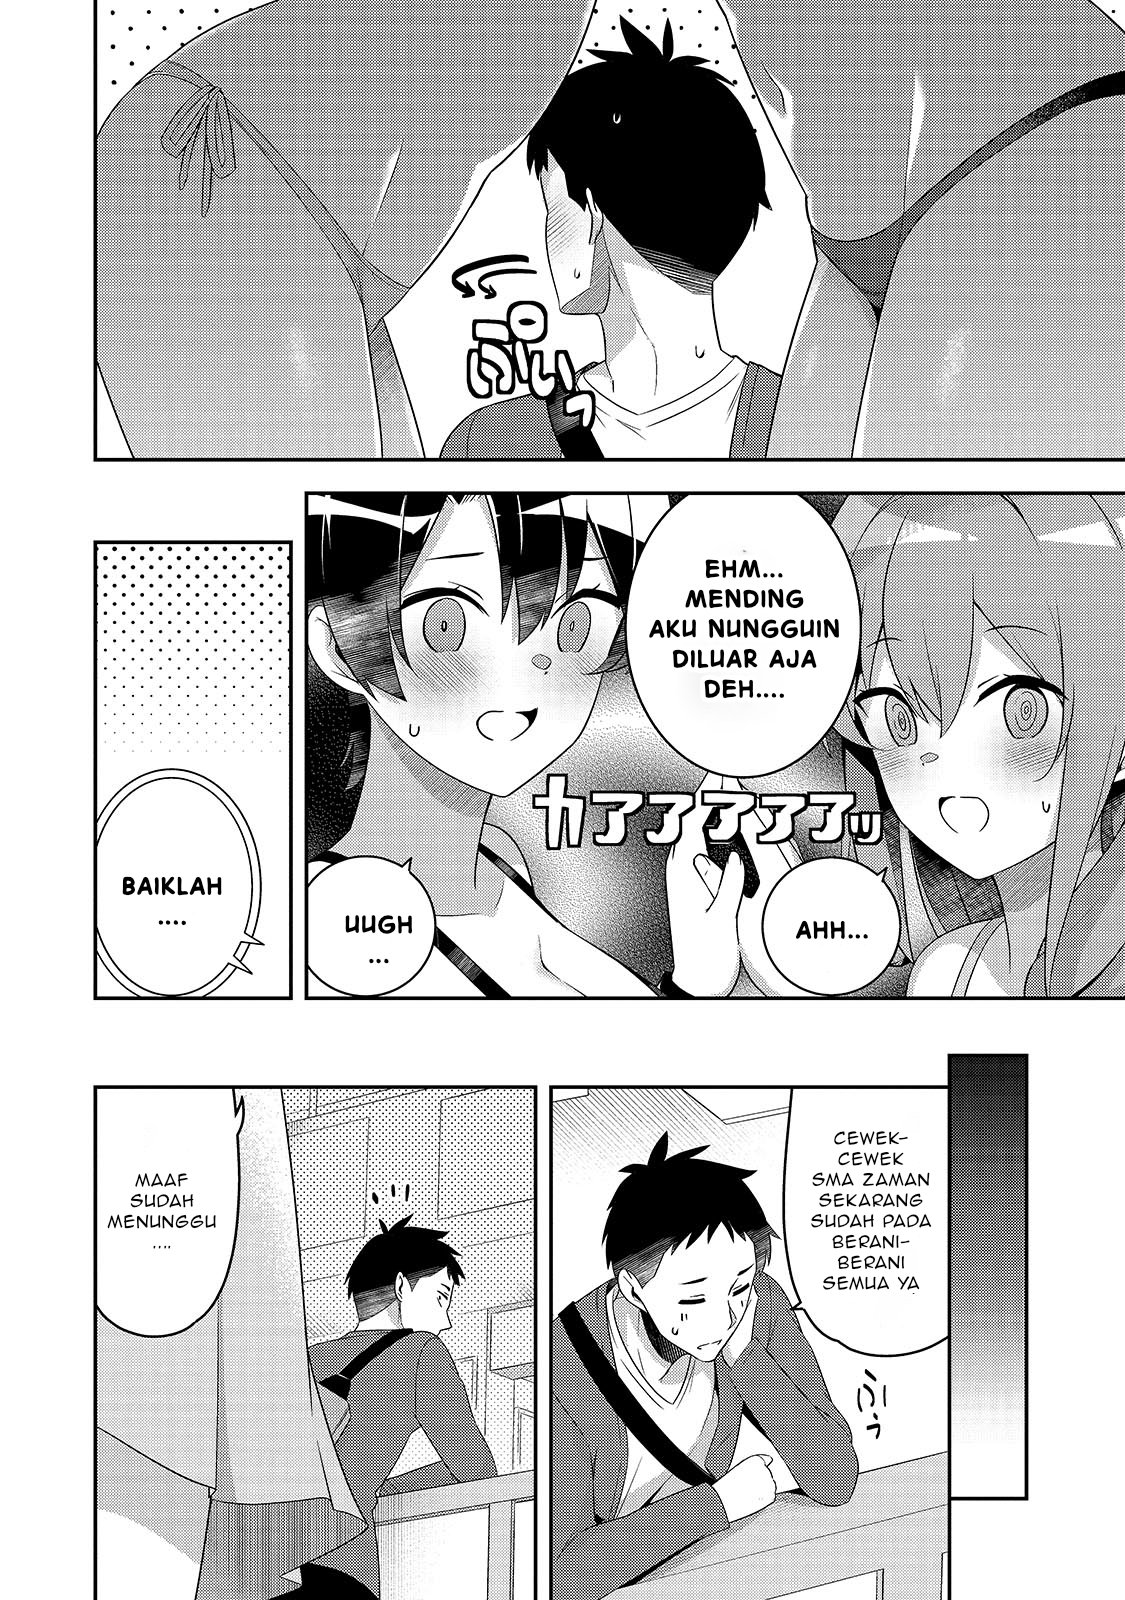 ぷいっ
EHM...
MENDING
AKU NUNGGUIN
DILUAR AJA
DEH....
カアアアアアッ
AHH...
UUGH
...
BAIKLAH
....
CEWEK-
CEWEK
SMA ZAMAN
SEKARANG
SUDAH PADA
BERANI-
BERANI
SEMUA YA
ふぅ
MAAF
SUDAH
MENUNGGU
....